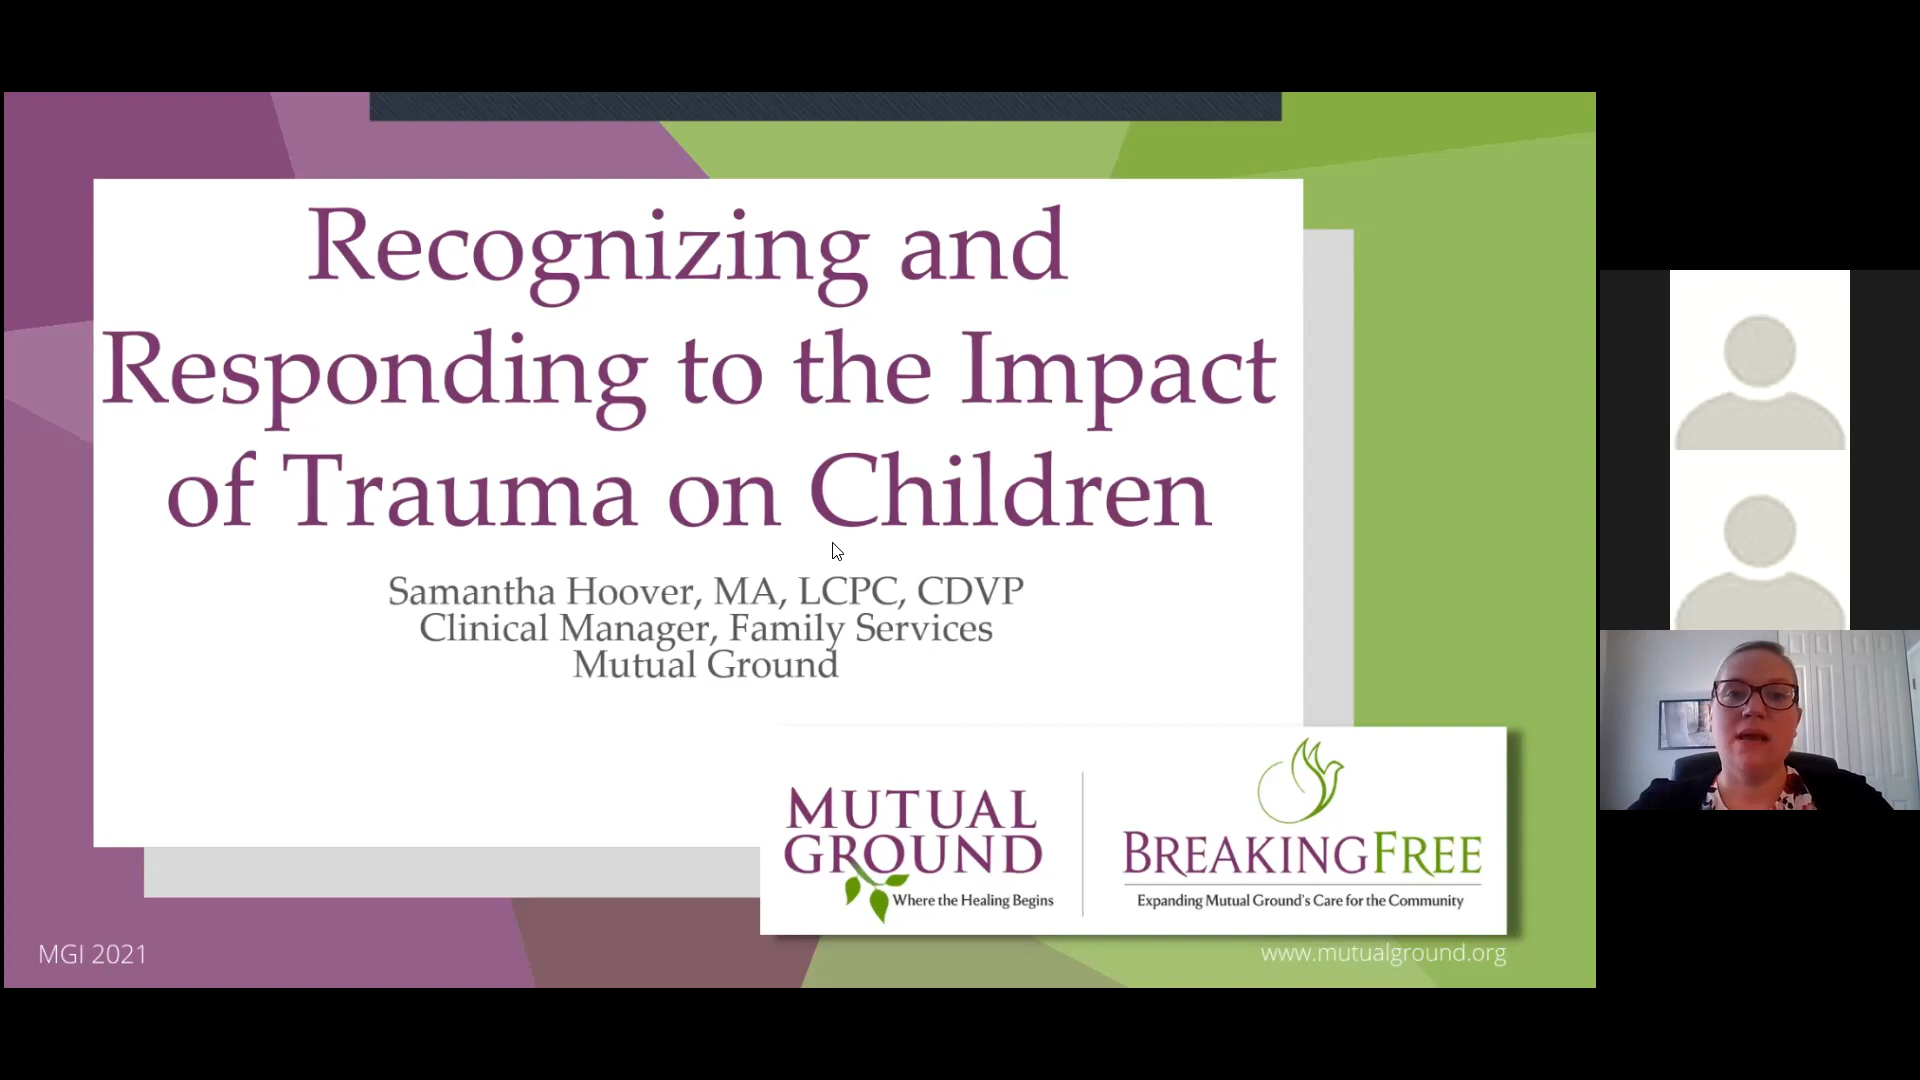 Recognizing and
Responding to the Impact
of Trauma on Children
Samantha Hoover, MA, LCPC, CDVP
Clinical Manager, Family Services
Mutual Ground
MUTUAL
GROUND
Where the Healing Begins
BREAKINGFREE
Expanding Mutual Ground's Care for the Community
MGI 2021
www.mutualground.org